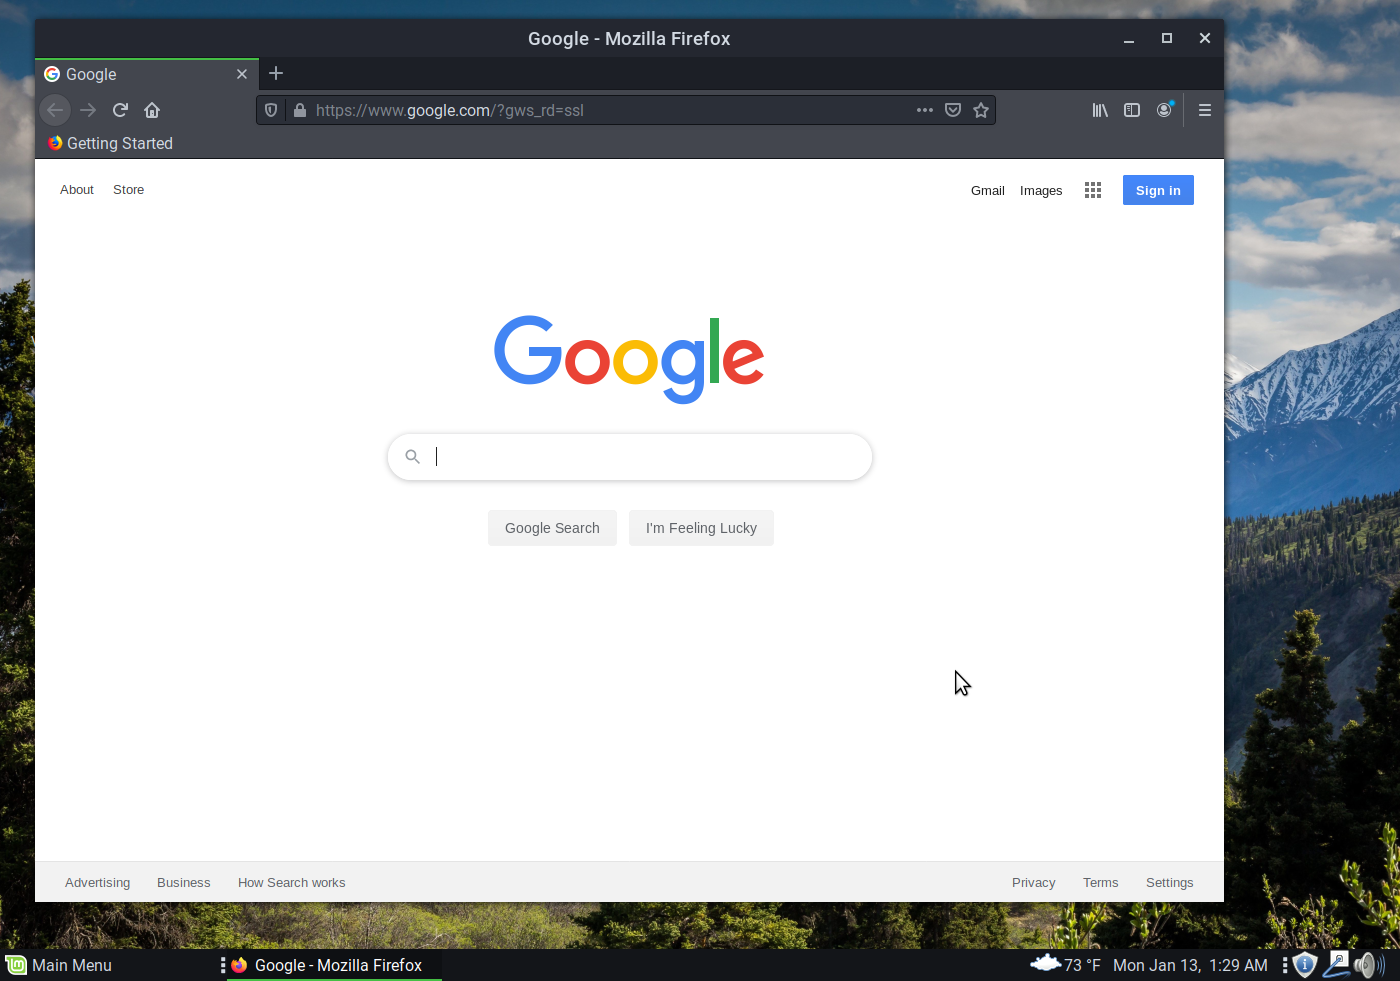 Google - Mozilla Firefox
Google
https://www.google.com/?gws_rd=ssl
Getting Started
About Store
Gmail Images Sign in
Google
Google Search I'm Feeling Lucky
Advertising Business How Search works
Privacy Terms Settings
Main Menu Google - Mozilla Firefox 73 °F Mon Jan 13, 1:29 AM